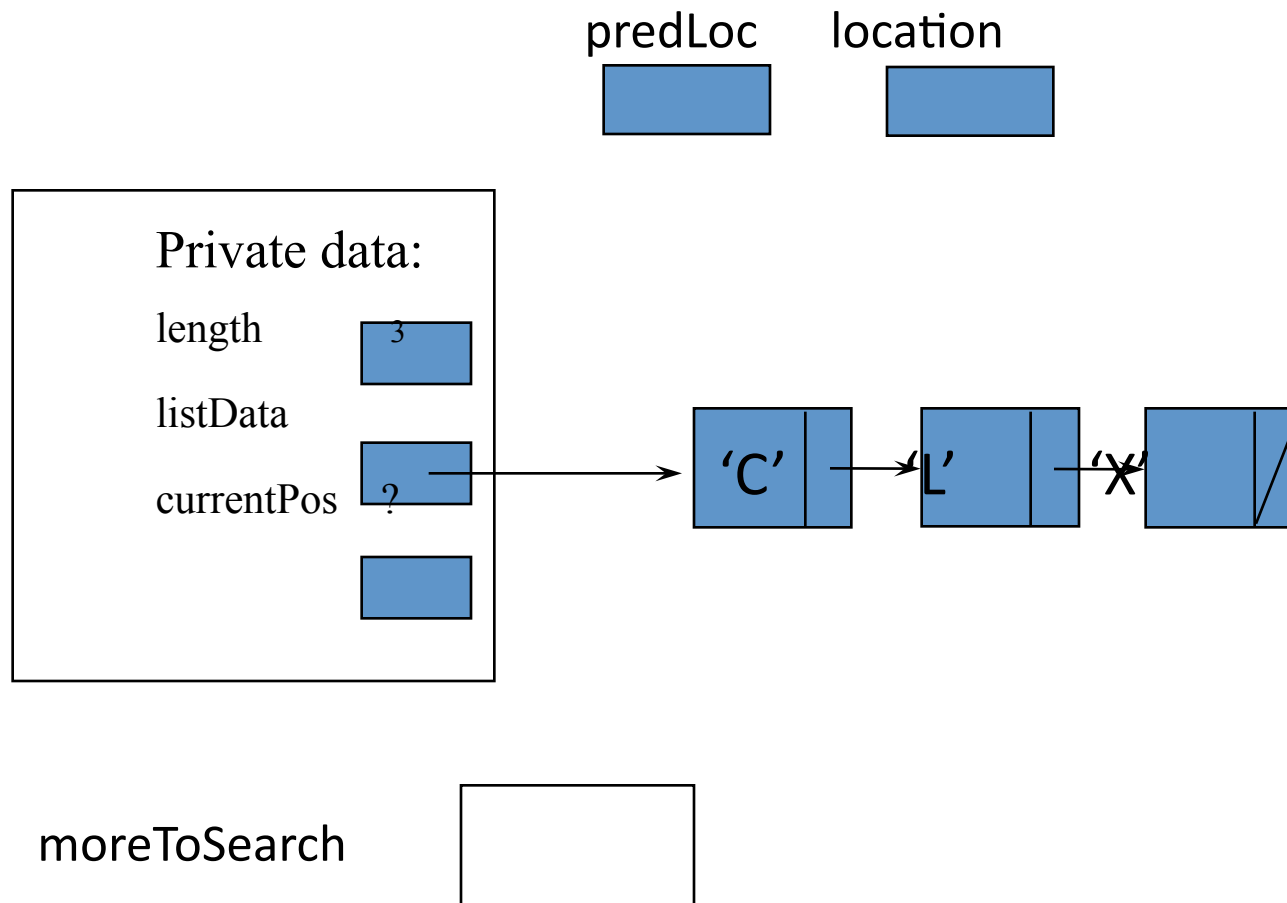 predLoc location
Private data:
length 3
listData
‘C’ ‘L’ ‘X’
currentPos ?
moreToSearch